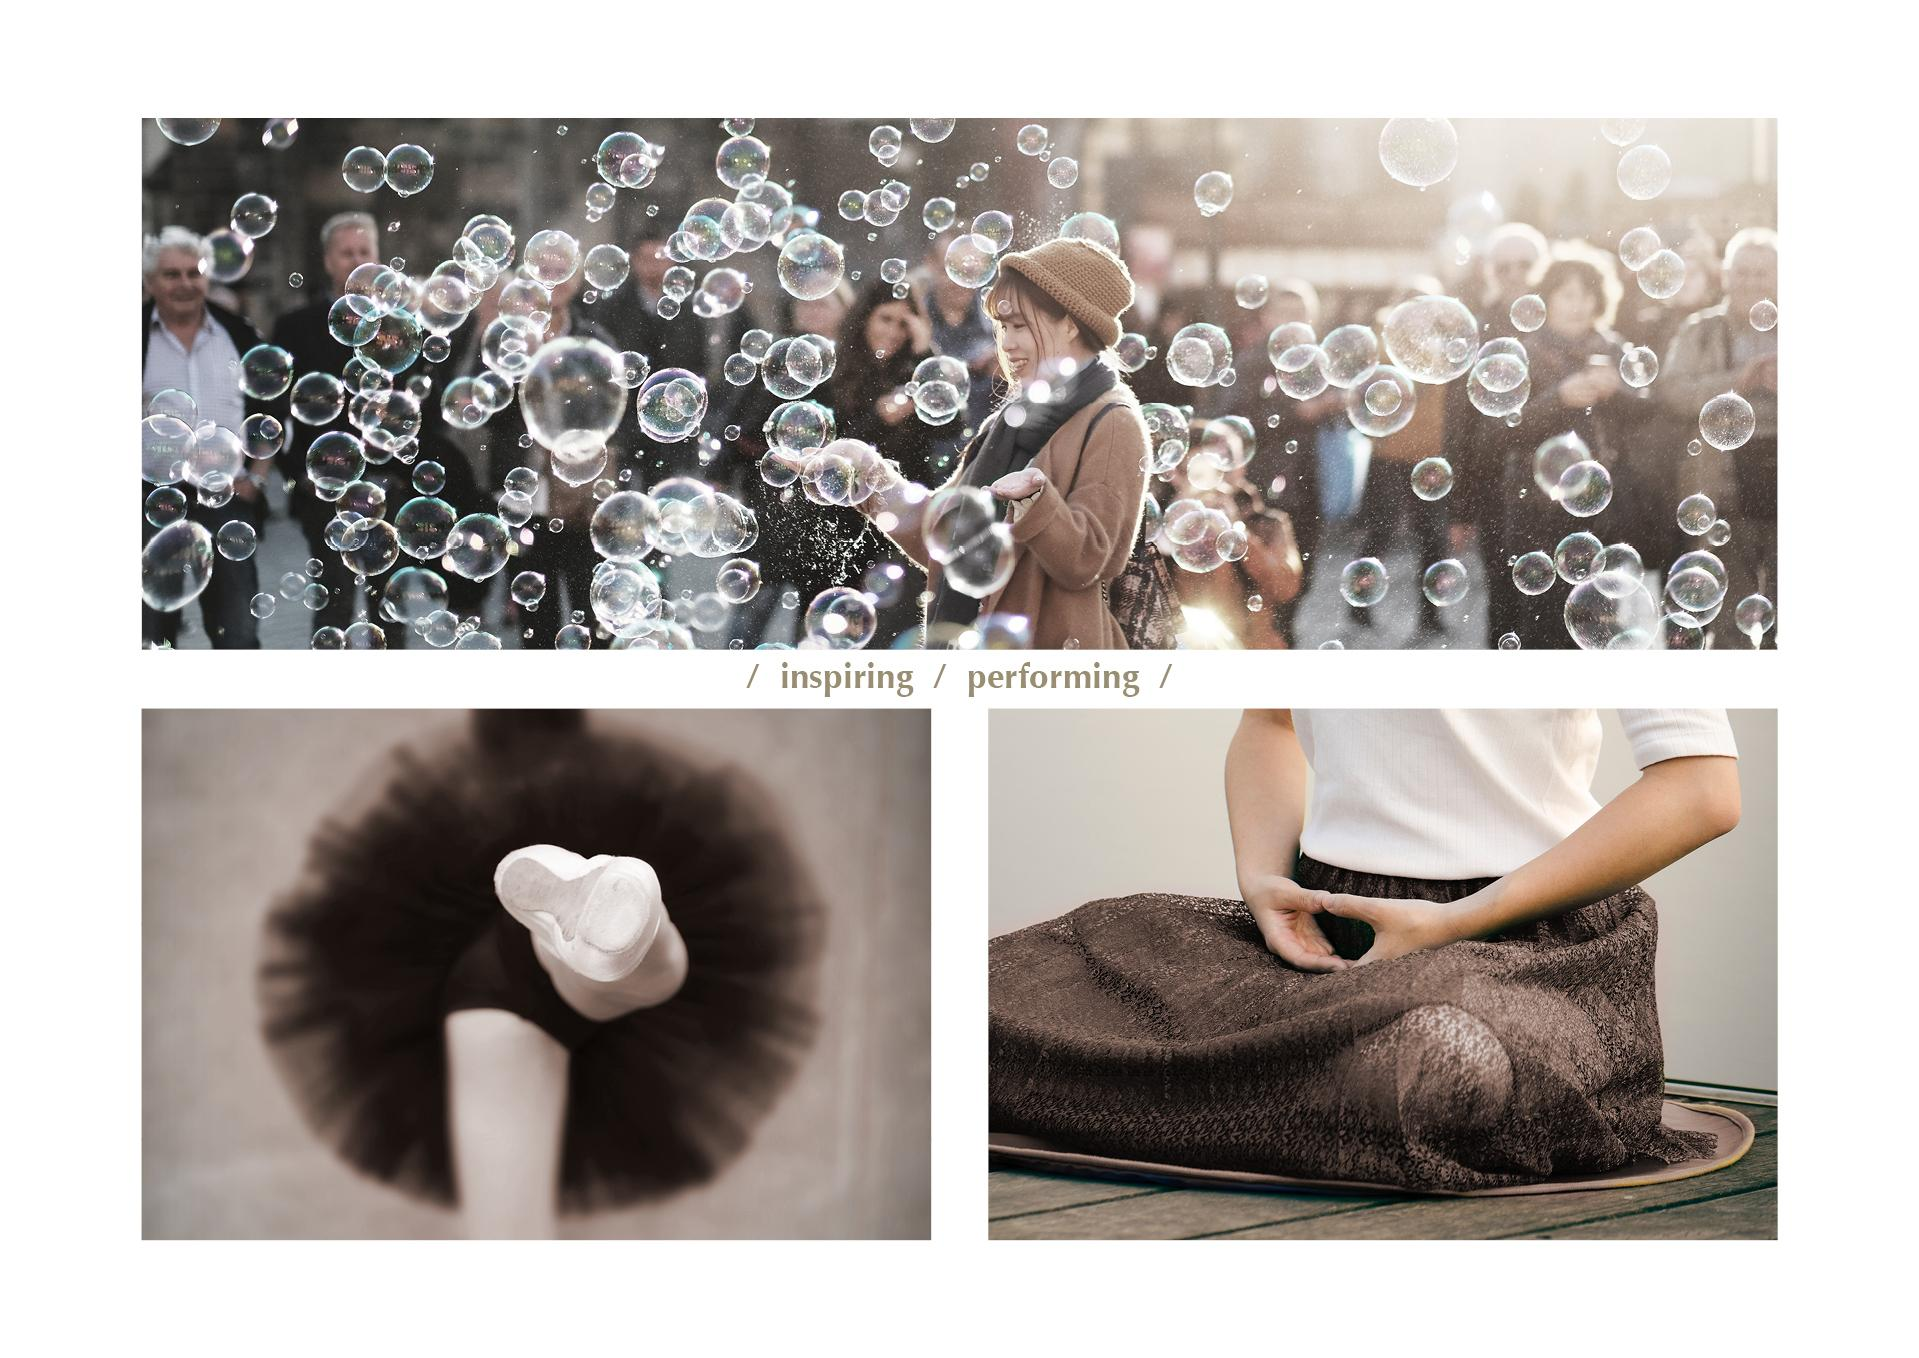 / inspiring / performing /